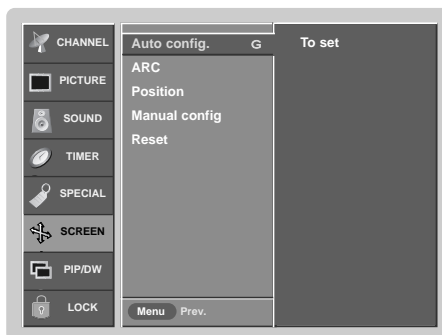 CHANNEL
PICTURE
SOUND
TIMER
SPECIAL
SCREEN
PIP/DW
LOCK
Auto config. G
ARC
Position
Manual config
Reset
Menu Prev.
To set